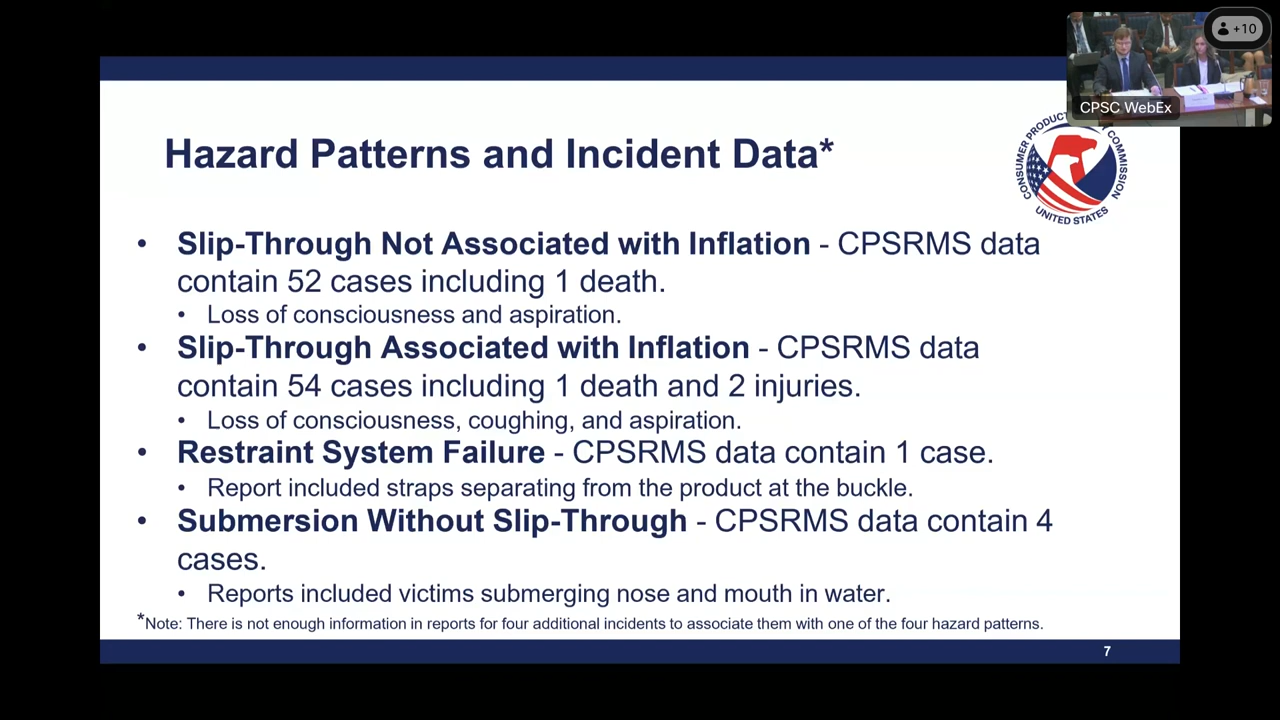 +10
CPSC WebEx
Hazard Patterns and Incident Data*
CONSUMER PRODUCT COMMISSION
UNITED STATES
• Slip-Through Not Associated with Inflation - CPSRMS data
contain 52 cases including 1 death.
• Loss of consciousness and aspiration.
• Slip-Through Associated with Inflation - CPSRMS data
contain 54 cases including 1 death and 2 injuries.
• Loss of consciousness, coughing, and aspiration.
• Restraint System Failure - CPSRMS data contain 1 case.
• Report included straps separating from the product at the buckle.
• Submersion Without Slip-Through - CPSRMS data contain 4
cases.
• Reports included victims submerging nose and mouth in water.
*Note: There is not enough information in reports for four additional incidents to associate them with one of the four hazard patterns.
7